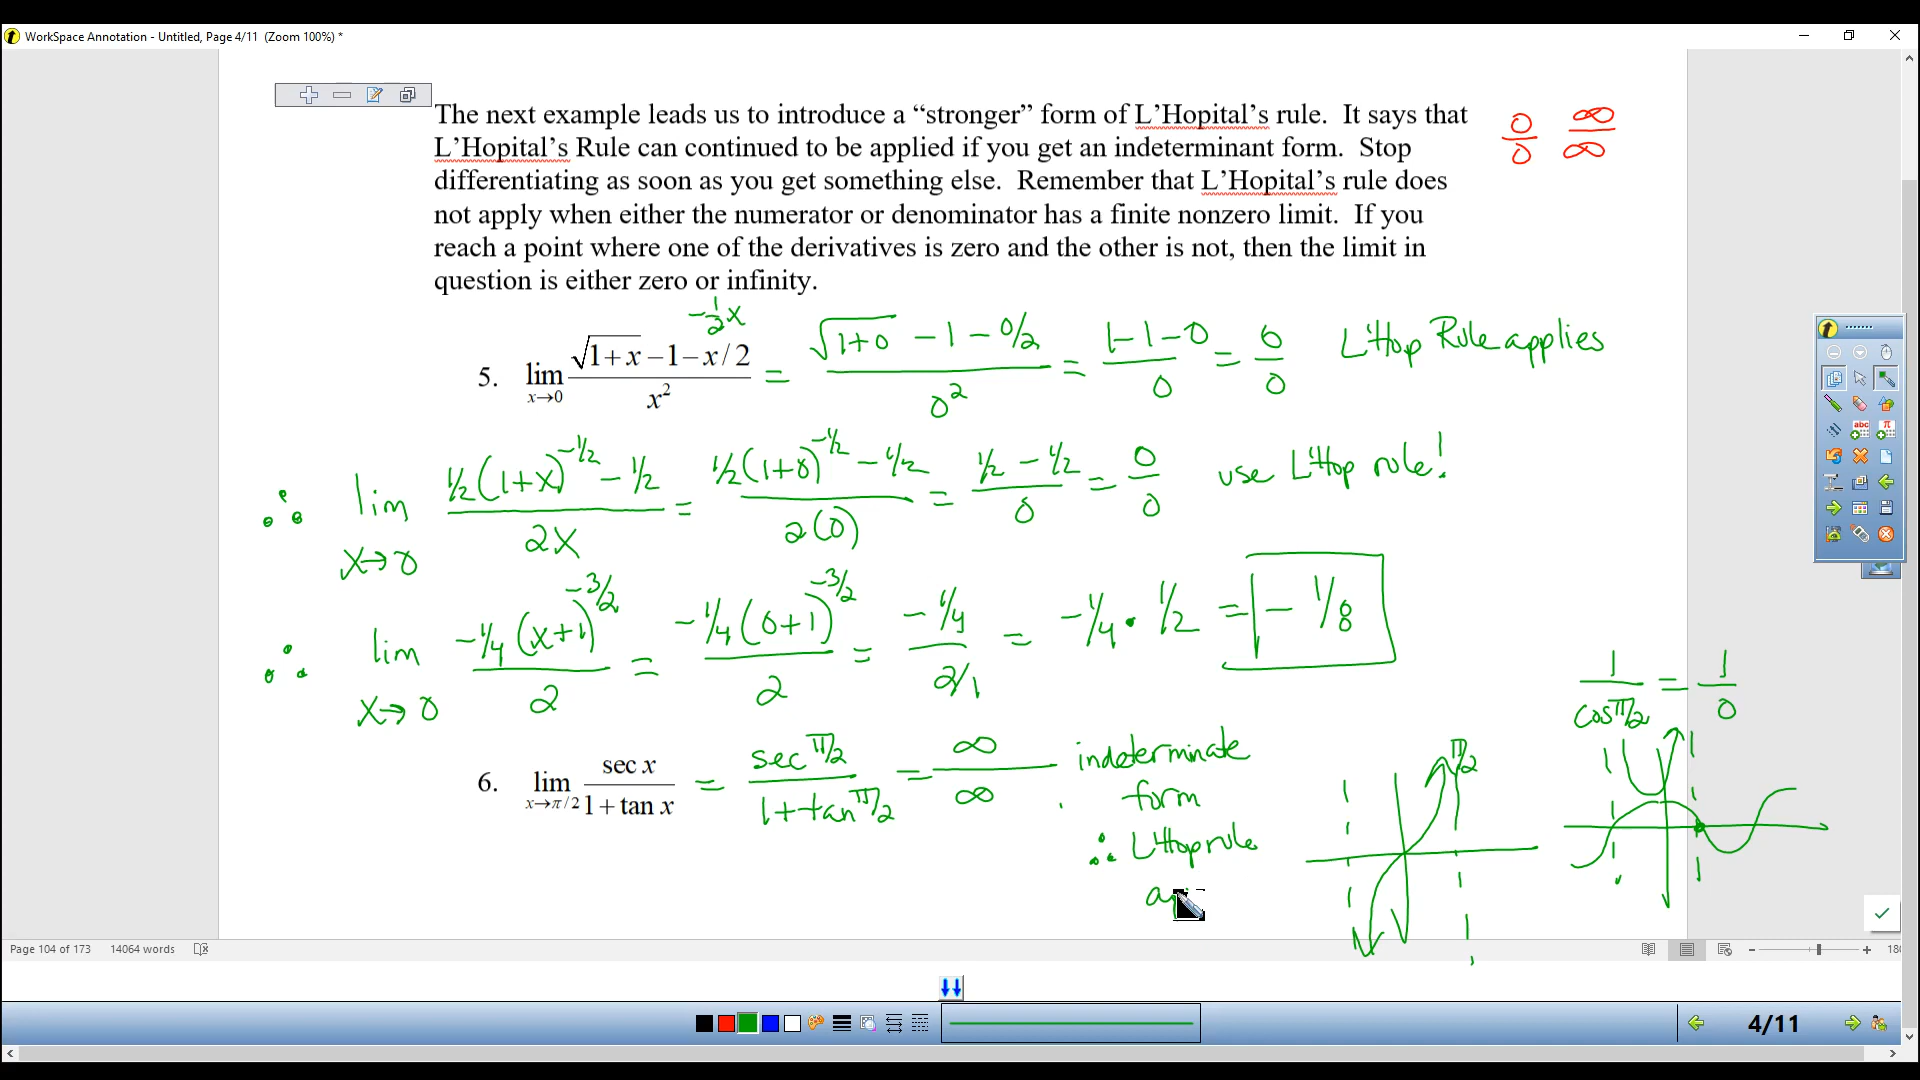 WorkSpace Annotation - Untitled, Page 4/11 (Zoom 100%) *
The next example leads us to introduce a “stronger” form of L’Hopital’s rule. It says that
L’Hopital’s Rule can continued to be applied if you get an indeterminant form. Stop
differentiating as soon as you get something else. Remember that L’Hopital’s rule does
not apply when either the numerator or denominator has a finite nonzero limit. If you
reach a point where one of the derivatives is zero and the other is not, then the limit in
question is either zero or infinity.
0/0 ∞/∞
-1/2 x
5. lim x→0 (√(1+x) −1−x/2)/x² = (√(1+0) -1 - 0/2)/0² = (1-1-0)/0 = 0/0 L'Hop Rule applies
∴ lim x→0 (1/2(1+x)^(-1/2) - 1/2)/2x = (1/2(1+0)^(-1/2) - 1/2)/2(0) = (1/2 - 1/2)/0 = 0/0 use L'Hop rule!
∴ lim x→0 (-1/4(x+1)^(-3/2))/2 = (-1/4(0+1)^(-3/2))/2 = (-1/4)/(2/1) = -1/4 · 1/2 = -1/8
1/cos π/2 = 1/0
6. lim x→π/2 sec x/(1+tan x) = sec π/2/(1+tan π/2) = ∞/∞ indeterminate
form
∴ L'Hop rule
ap
π/2
Page 104 of 173 14064 words
4/11